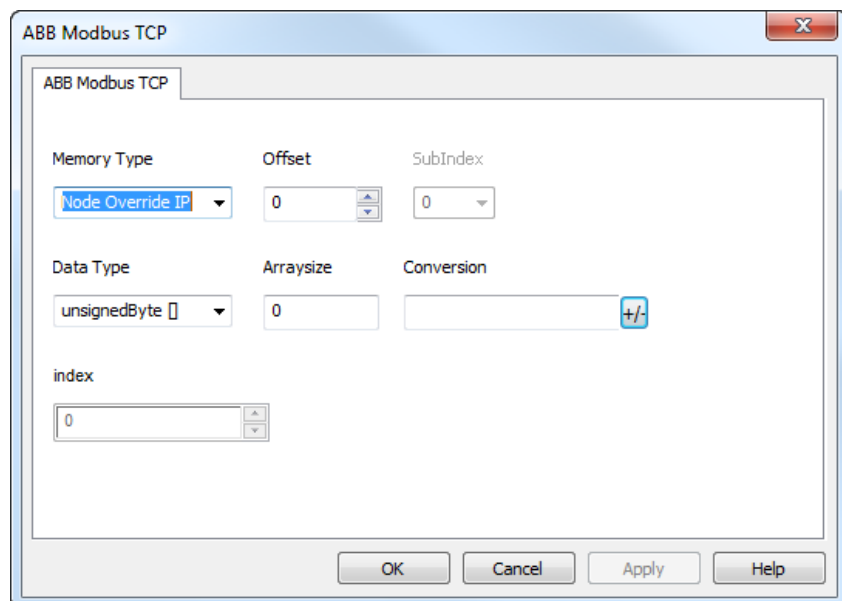 ABB Modbus TCP
ABB Modbus TCP
Memory Type Offset SubIndex
Node Override IP 0 0
Data Type Arraysize Conversion
unsignedByte [] 0 +/-
index
0
OK Cancel Apply Help